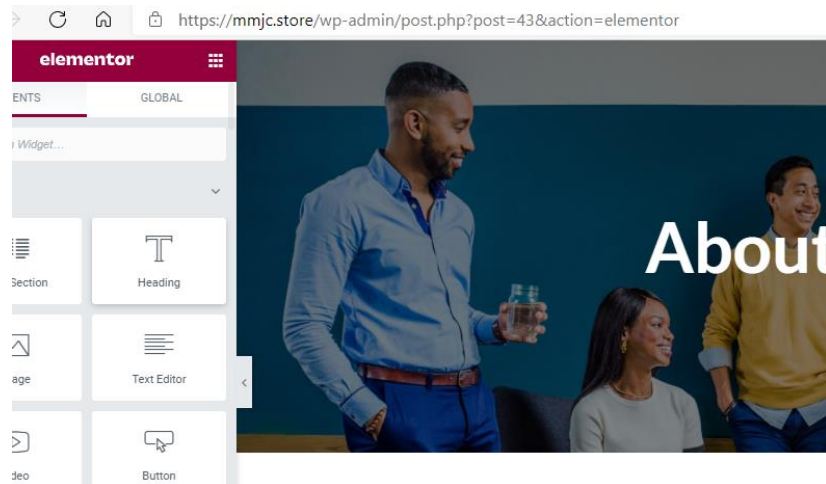 https://mmjc.store/wp-admin/post.php?post=43&action=elementor
elementor
ENTS GLOBAL
Widget...
Section Heading
age Text Editor
deo Button
About